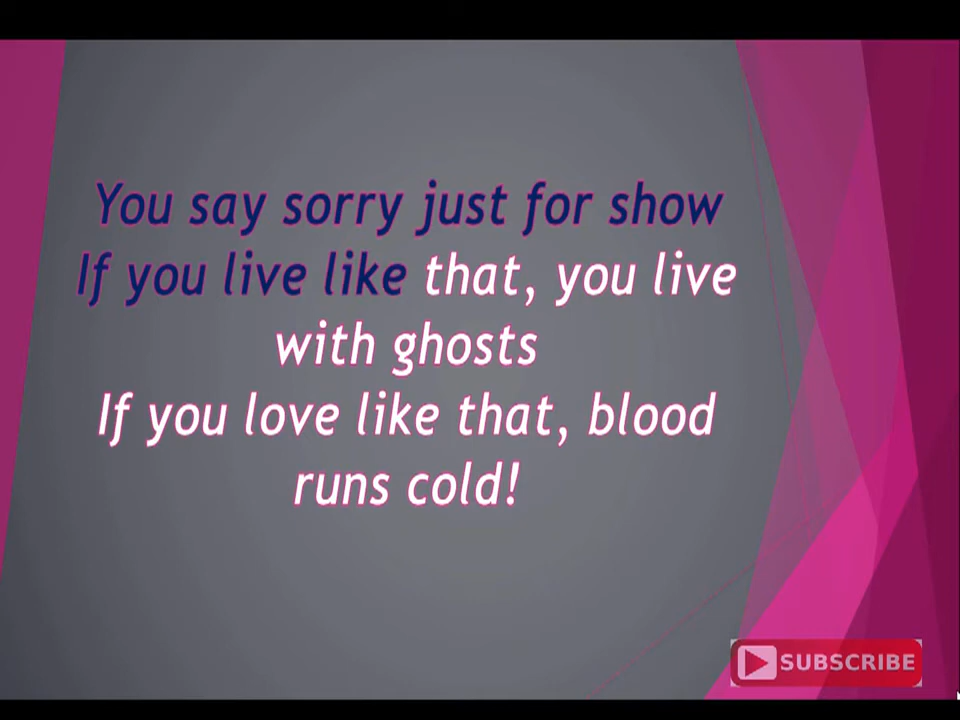 You say sorry just for show
If you live like that, you live
with ghosts
If you love like that, blood
runs cold!
SUBSCRIBE